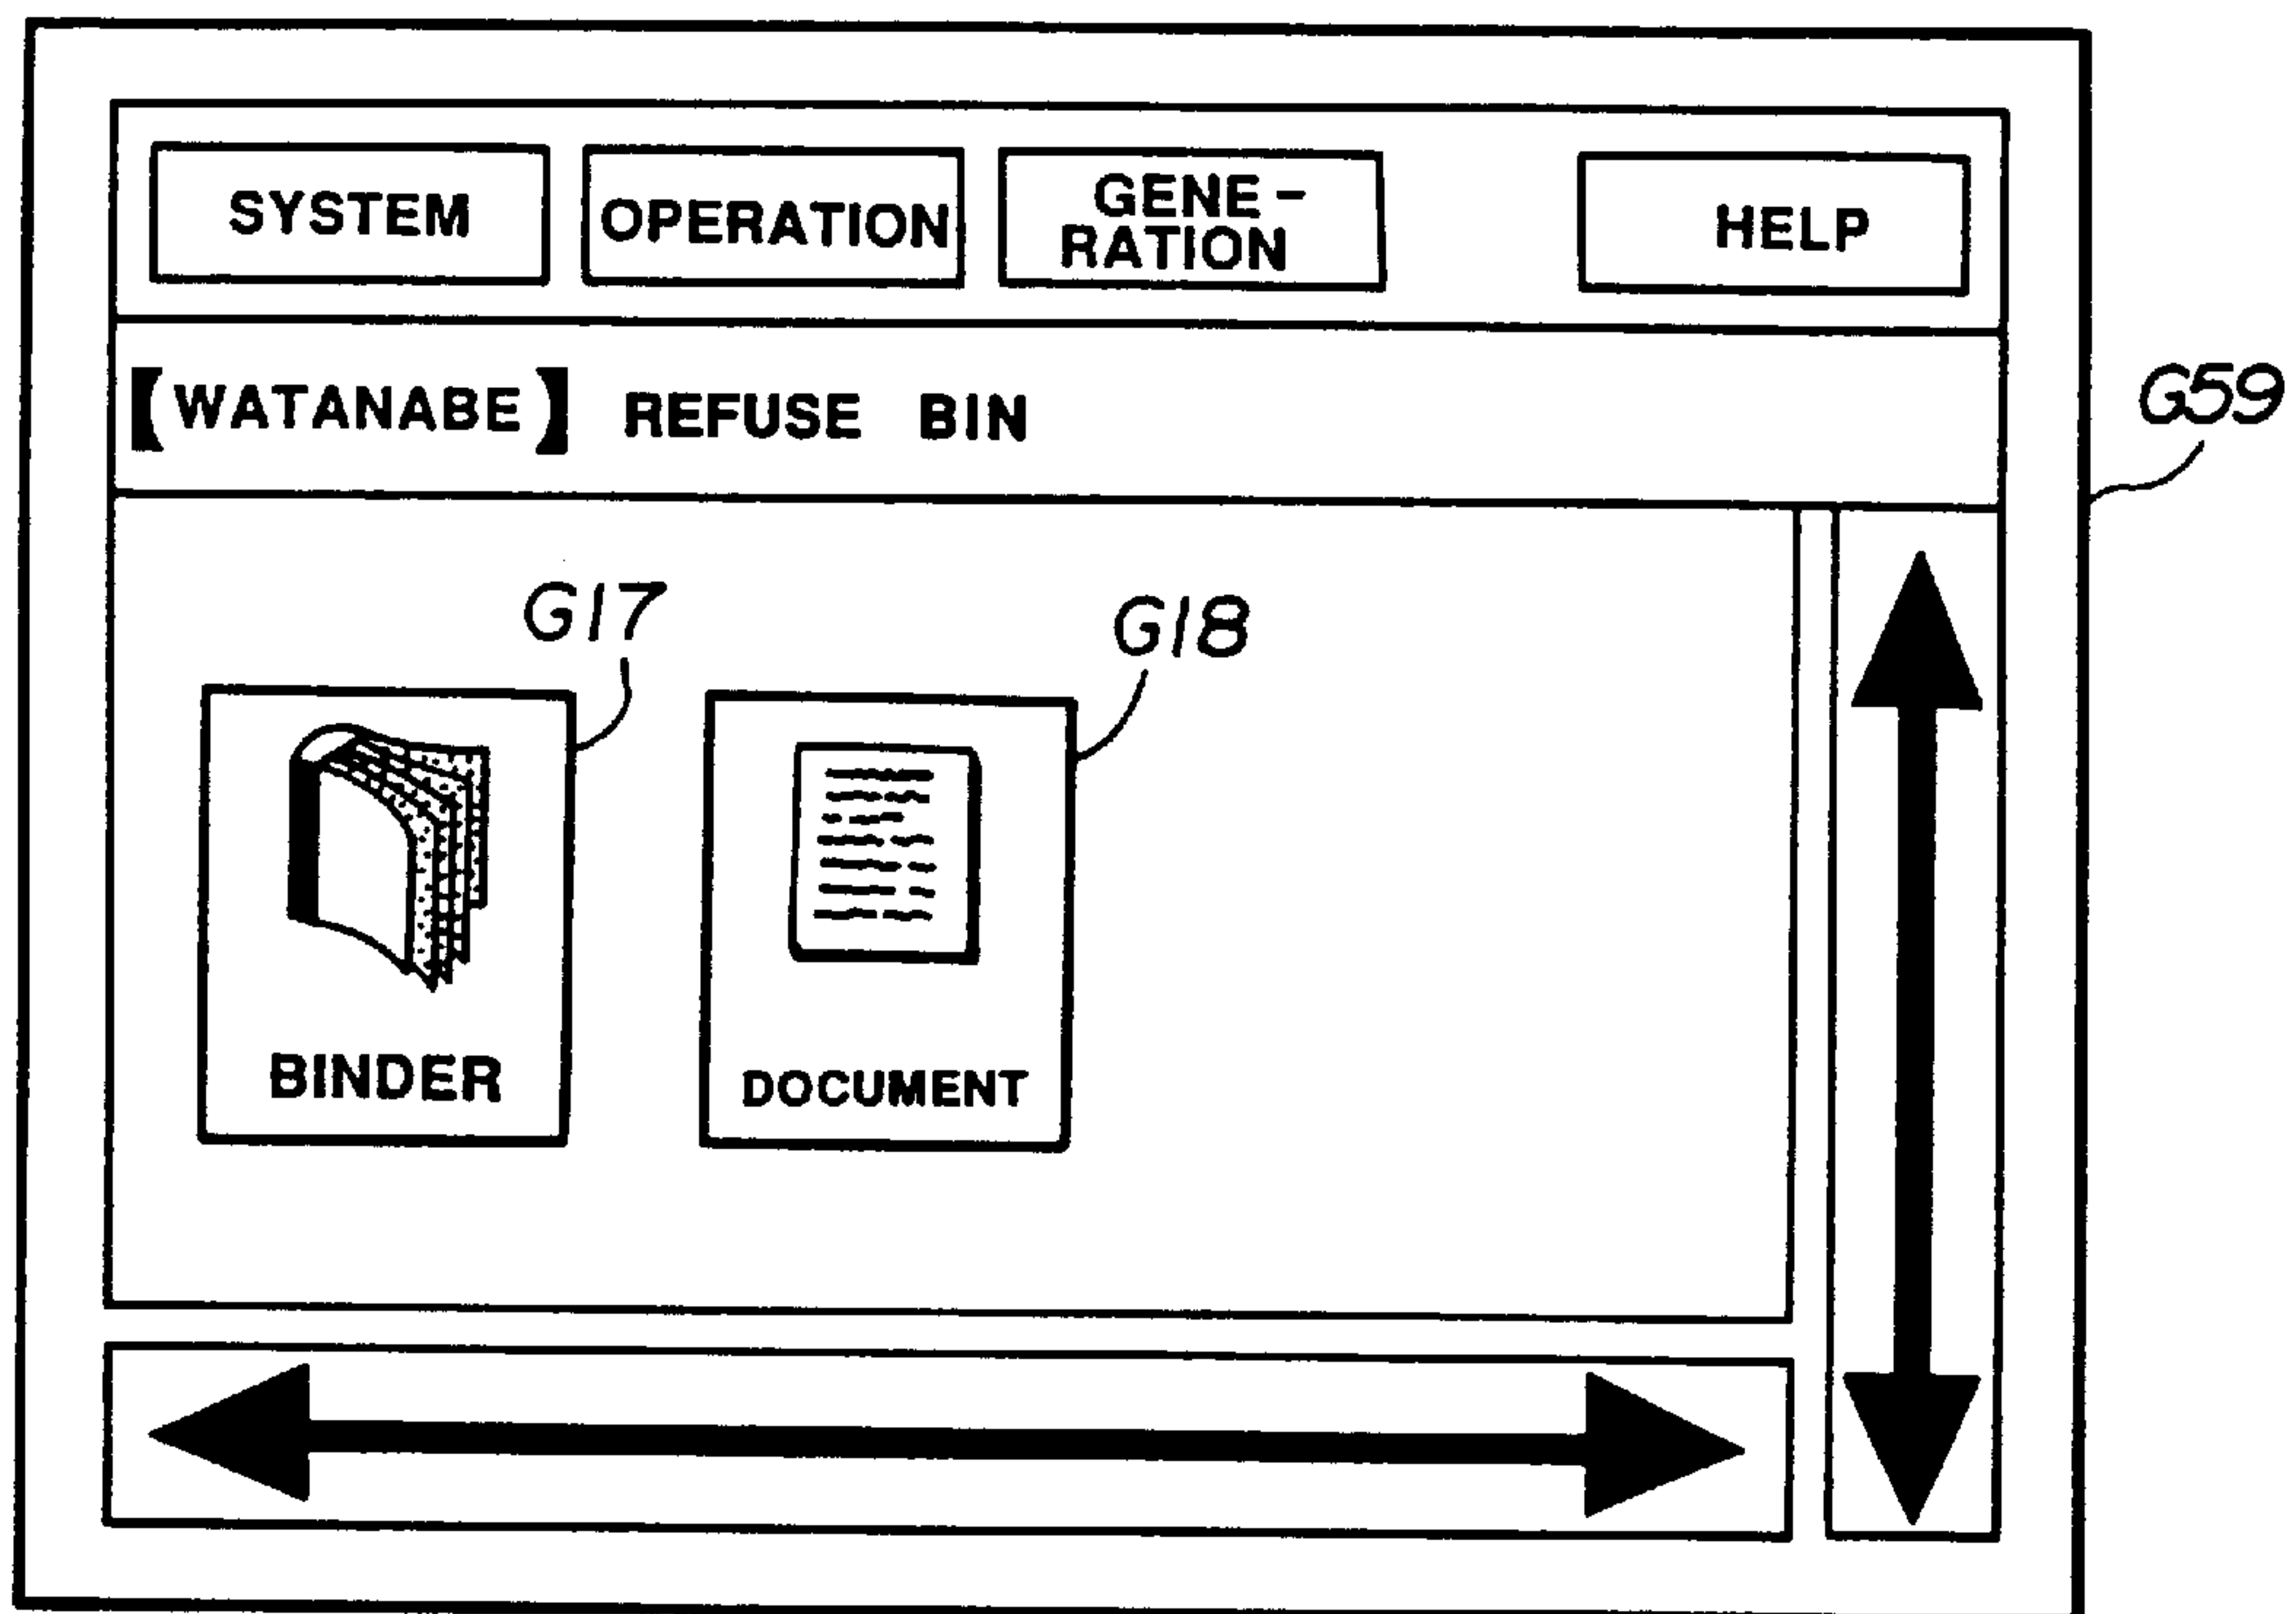 SYSTEM
OPERATION
GENE-
RATION
HELP
【WATANABE】 REFUSE BIN
G59
G17
G18
BINDER
DOCUMENT